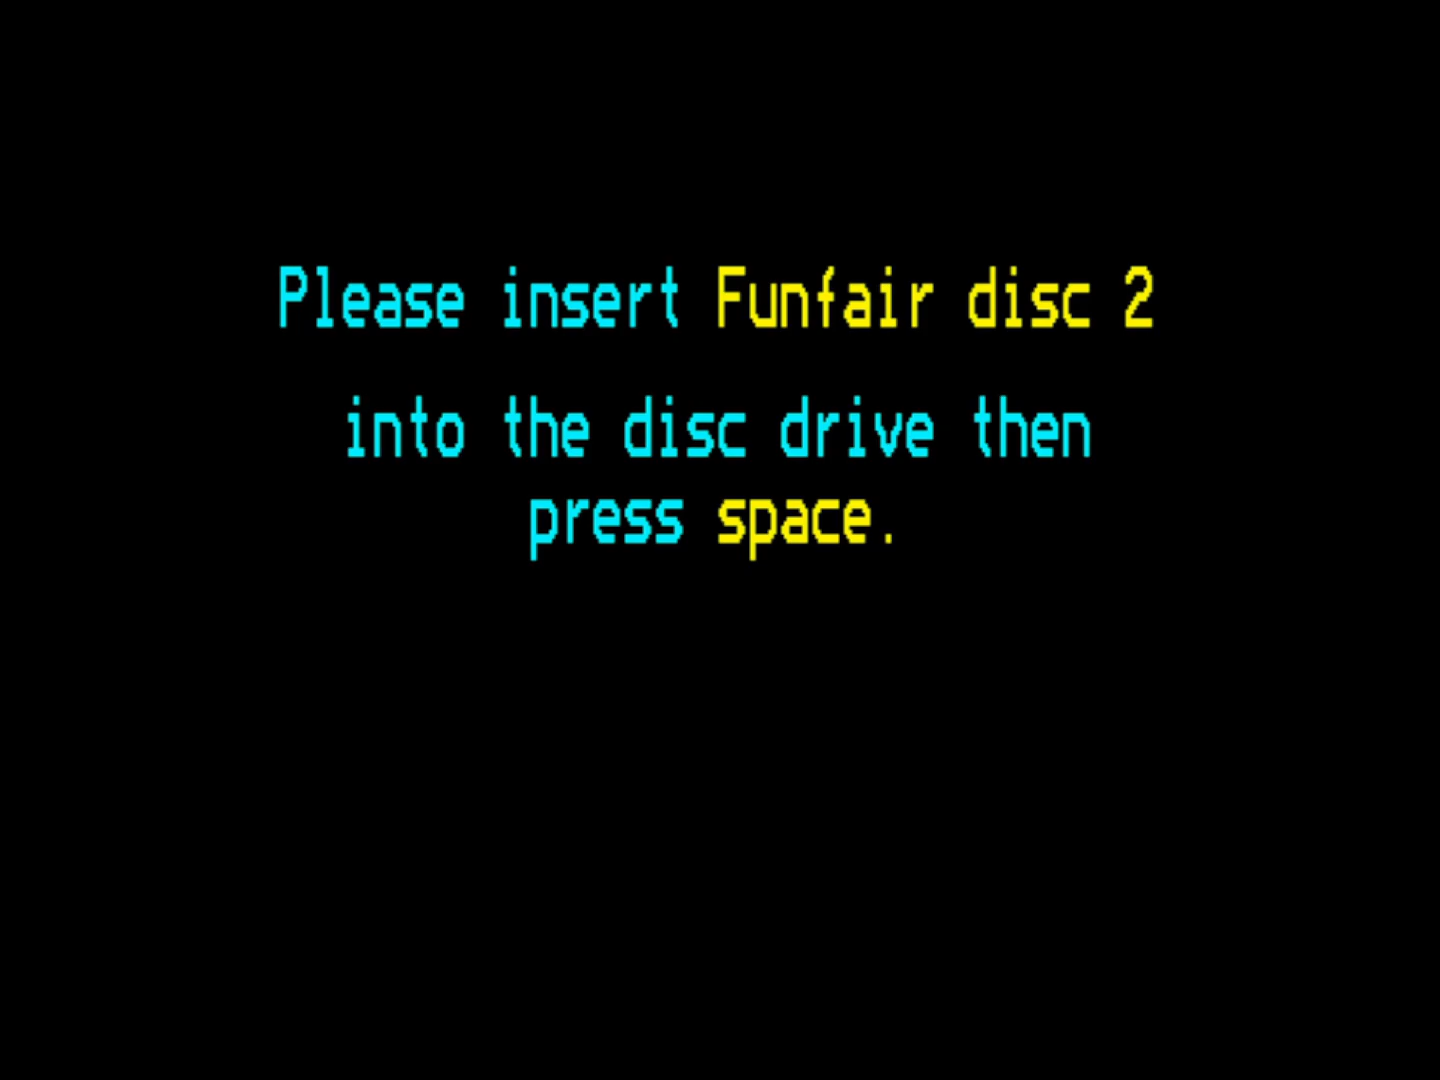 Please insert Funfair disc 2
into the disc drive then
press space.